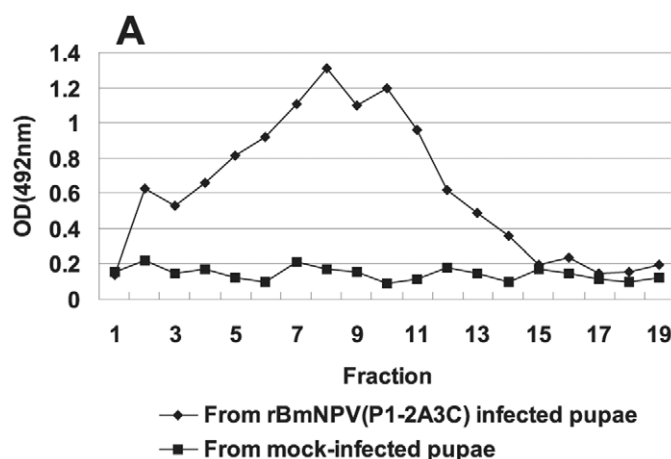 A
1.4
1.2
1
0.8
0.6
0.4
0.2
0
OD(492nm)
1 3 5 7 9 11 13 15 17 19
Fraction
From rBmNPV(P1-2A3C) infected pupae
From mock-infected pupae